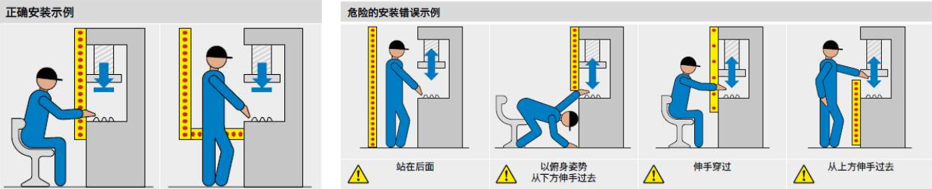 正确安装示例
危险的安装错误示例
站在后面
以俯身姿势
从下方伸手过去
伸手穿过
从上方伸手过去